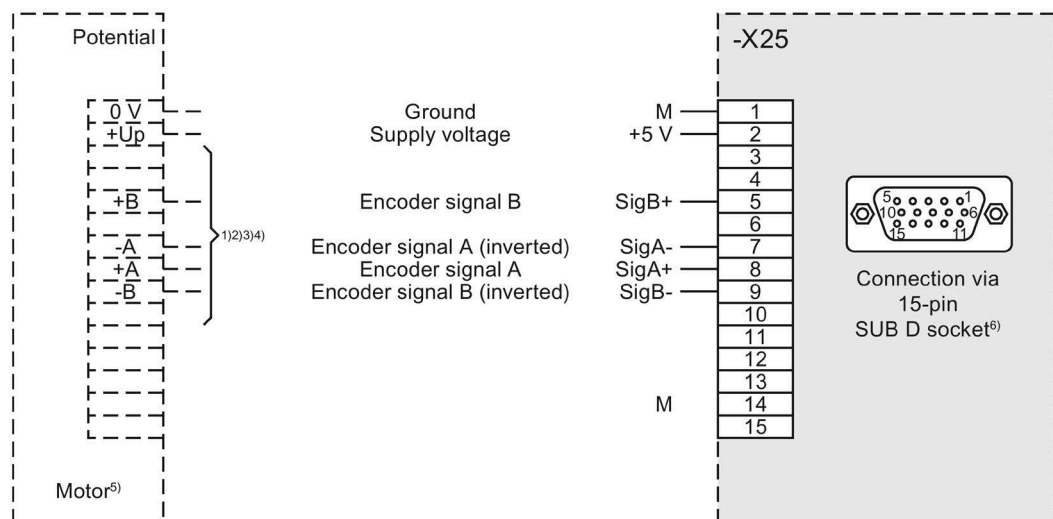 Potential
-X25
0 V Ground M 1
+Up Supply voltage +5 V 2
3
4
+B Encoder signal B SigB+ 5
6
-A Encoder signal A (inverted) SigA- 7
+A Encoder signal A SigA+ 8
-B Encoder signal B (inverted) SigB- 9
1)2)3)4)
10
11
12
13
M 14
15
5 1
10 6
15 11
Connection via
15-pin
SUB D socket6)
Motor5)